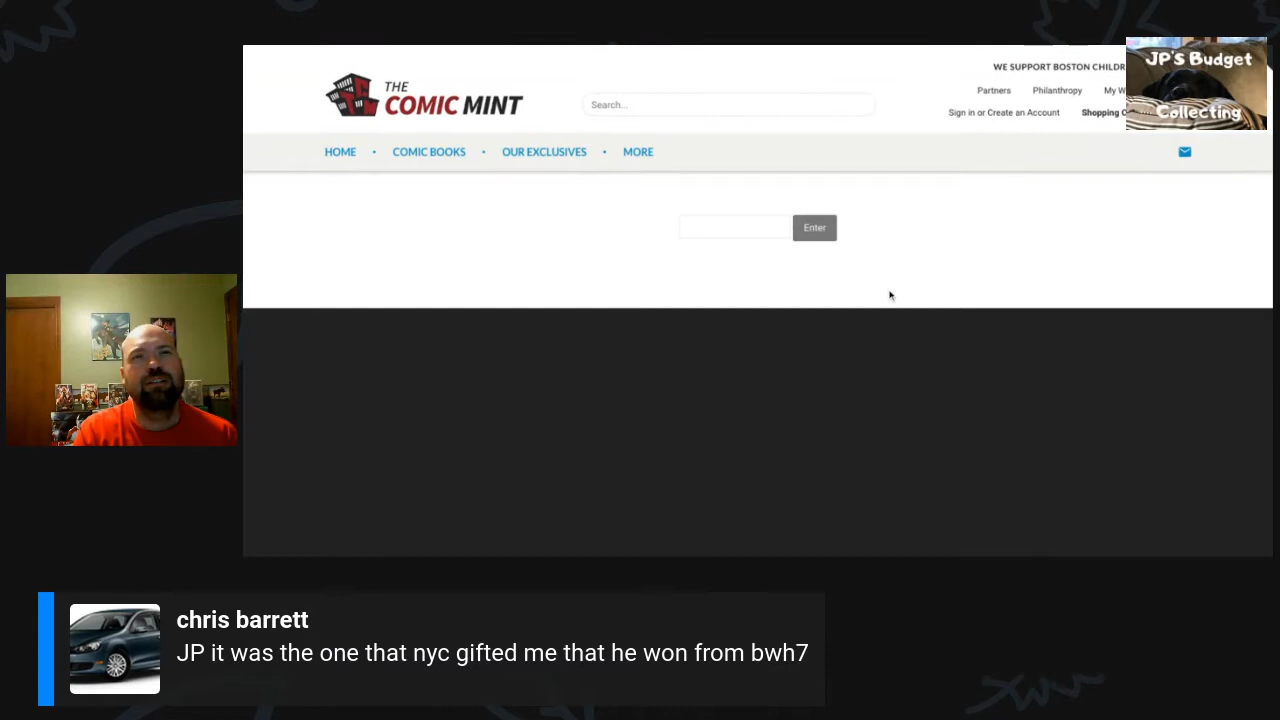 WE SUPPORT BOSTON
JP'S Budget
THE
COMIC MINT
Search...
Partners Philanthropy My
Sign in or Create an Account Shopping
Collecting
HOME • COMIC BOOKS • OUR EXCLUSIVES • MORE
Enter
chris barrett
JP it was the one that nyc gifted me that he won from bwh7